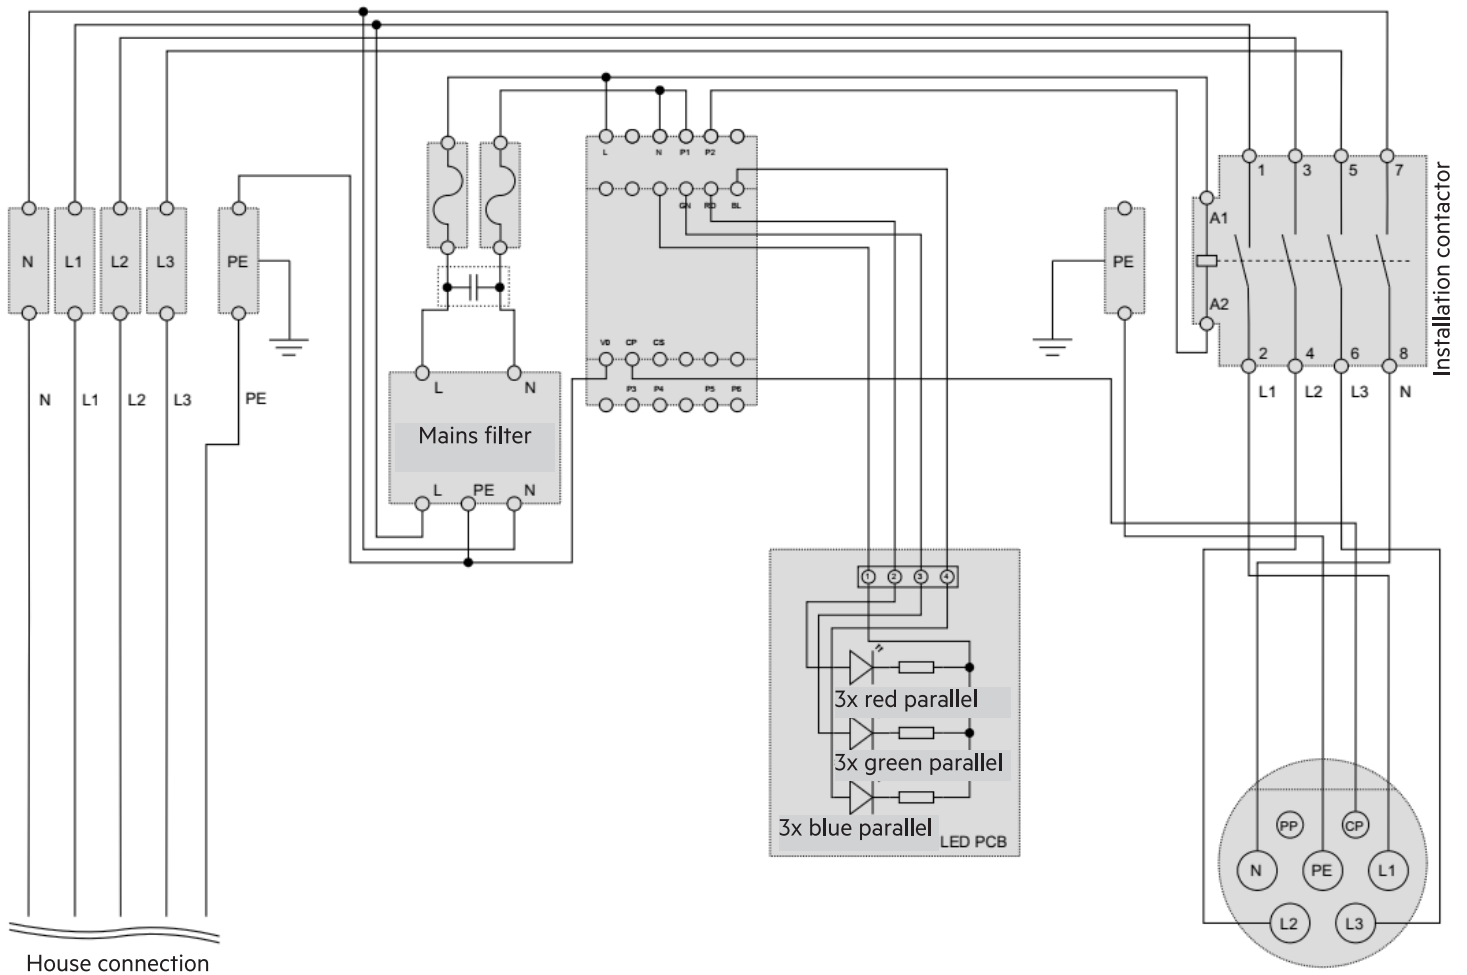 L N P1 P2
1 3 5 7
GN RD BL
A1
N L1 L2 L3 PE
PE
A2
Installation contactor
V0 CP CS
2 4 6 8
L N
P3 P4 P5 P6
L1 L2 L3 N
N L1 L2 L3 PE
Mains filter
L PE N
1 2 3 4
3x red parallel
3x green parallel
3x blue parallel
LED PCB
PP CP
N PE L1
L2 L3
House connection